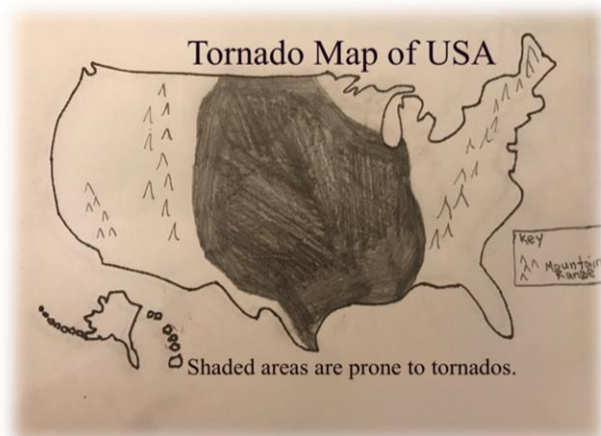 Tornado Map of USA
Key
Mountain
Range
Shaded areas are prone to tornados.